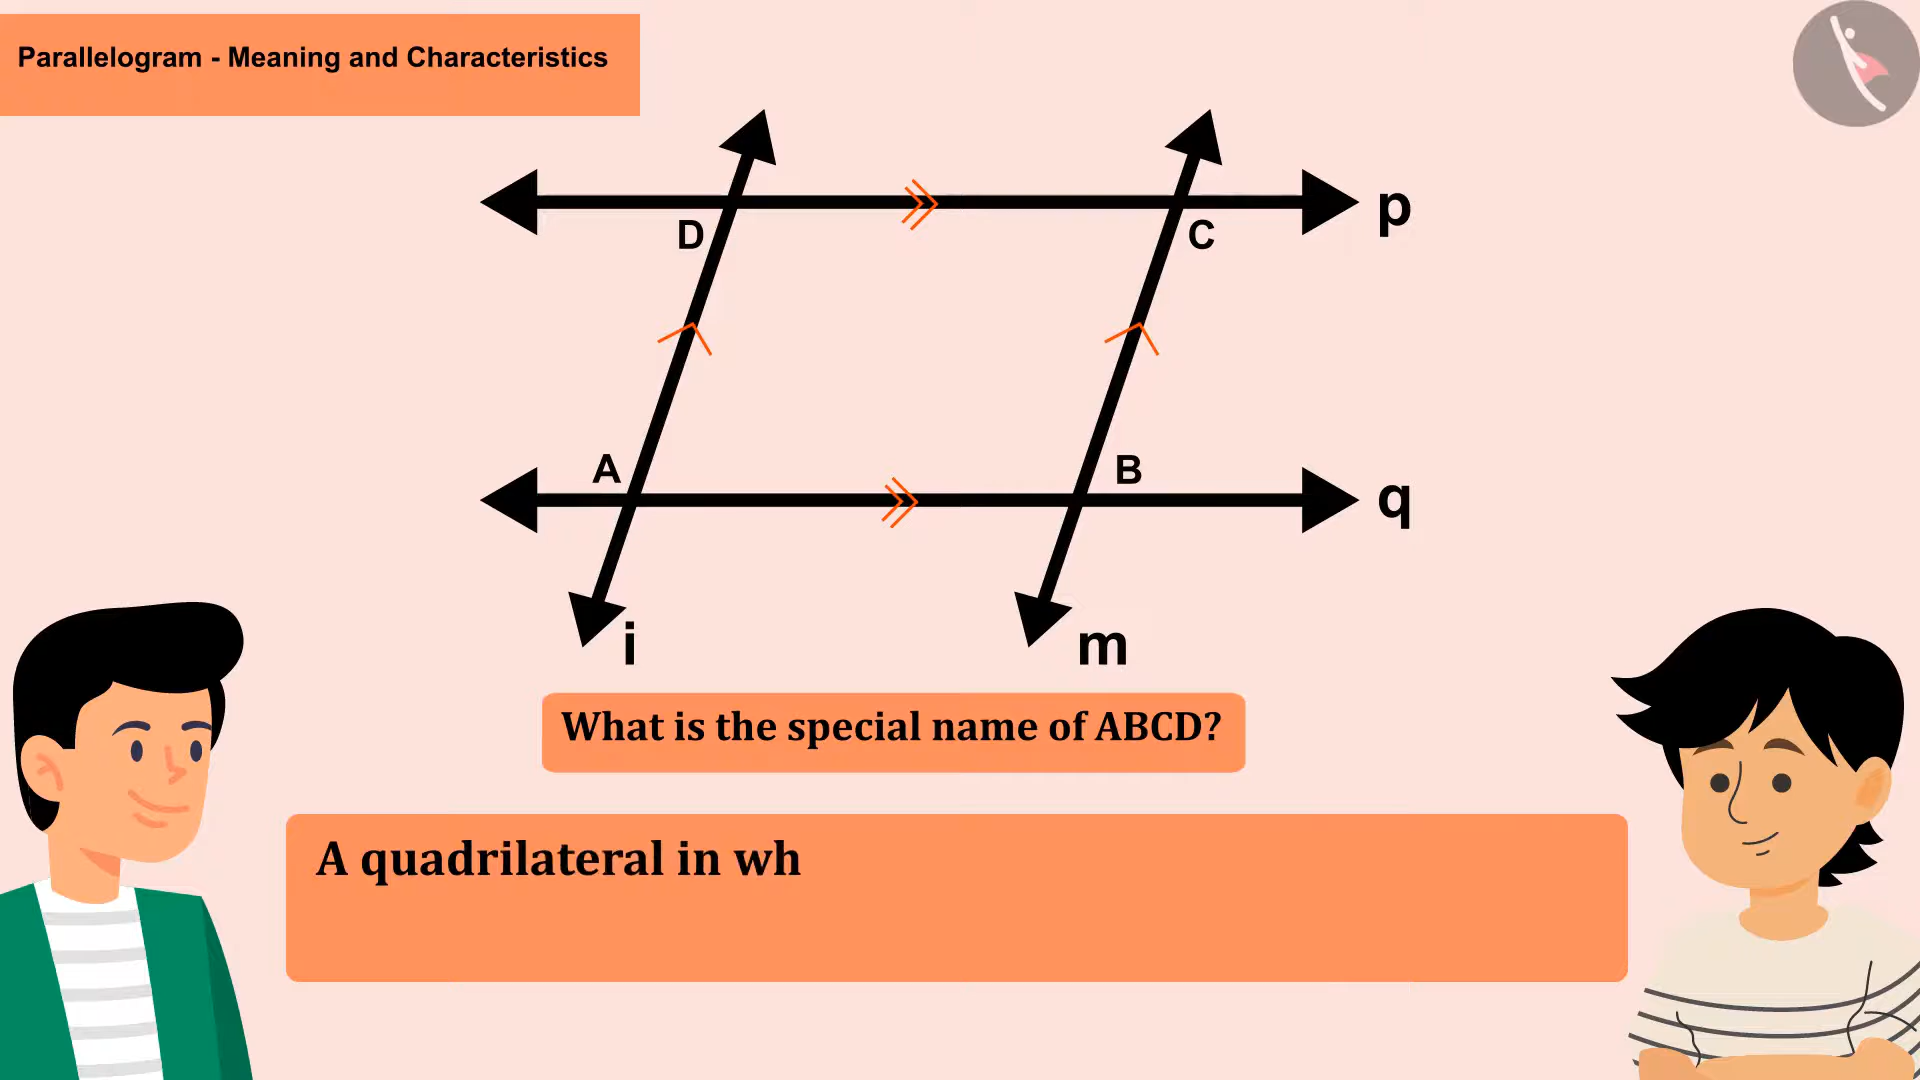 Parallelogram - Meaning and Characteristics
p
D
C
A
B
q
i
m
What is the special name of ABCD?
A quadrilateral in wh